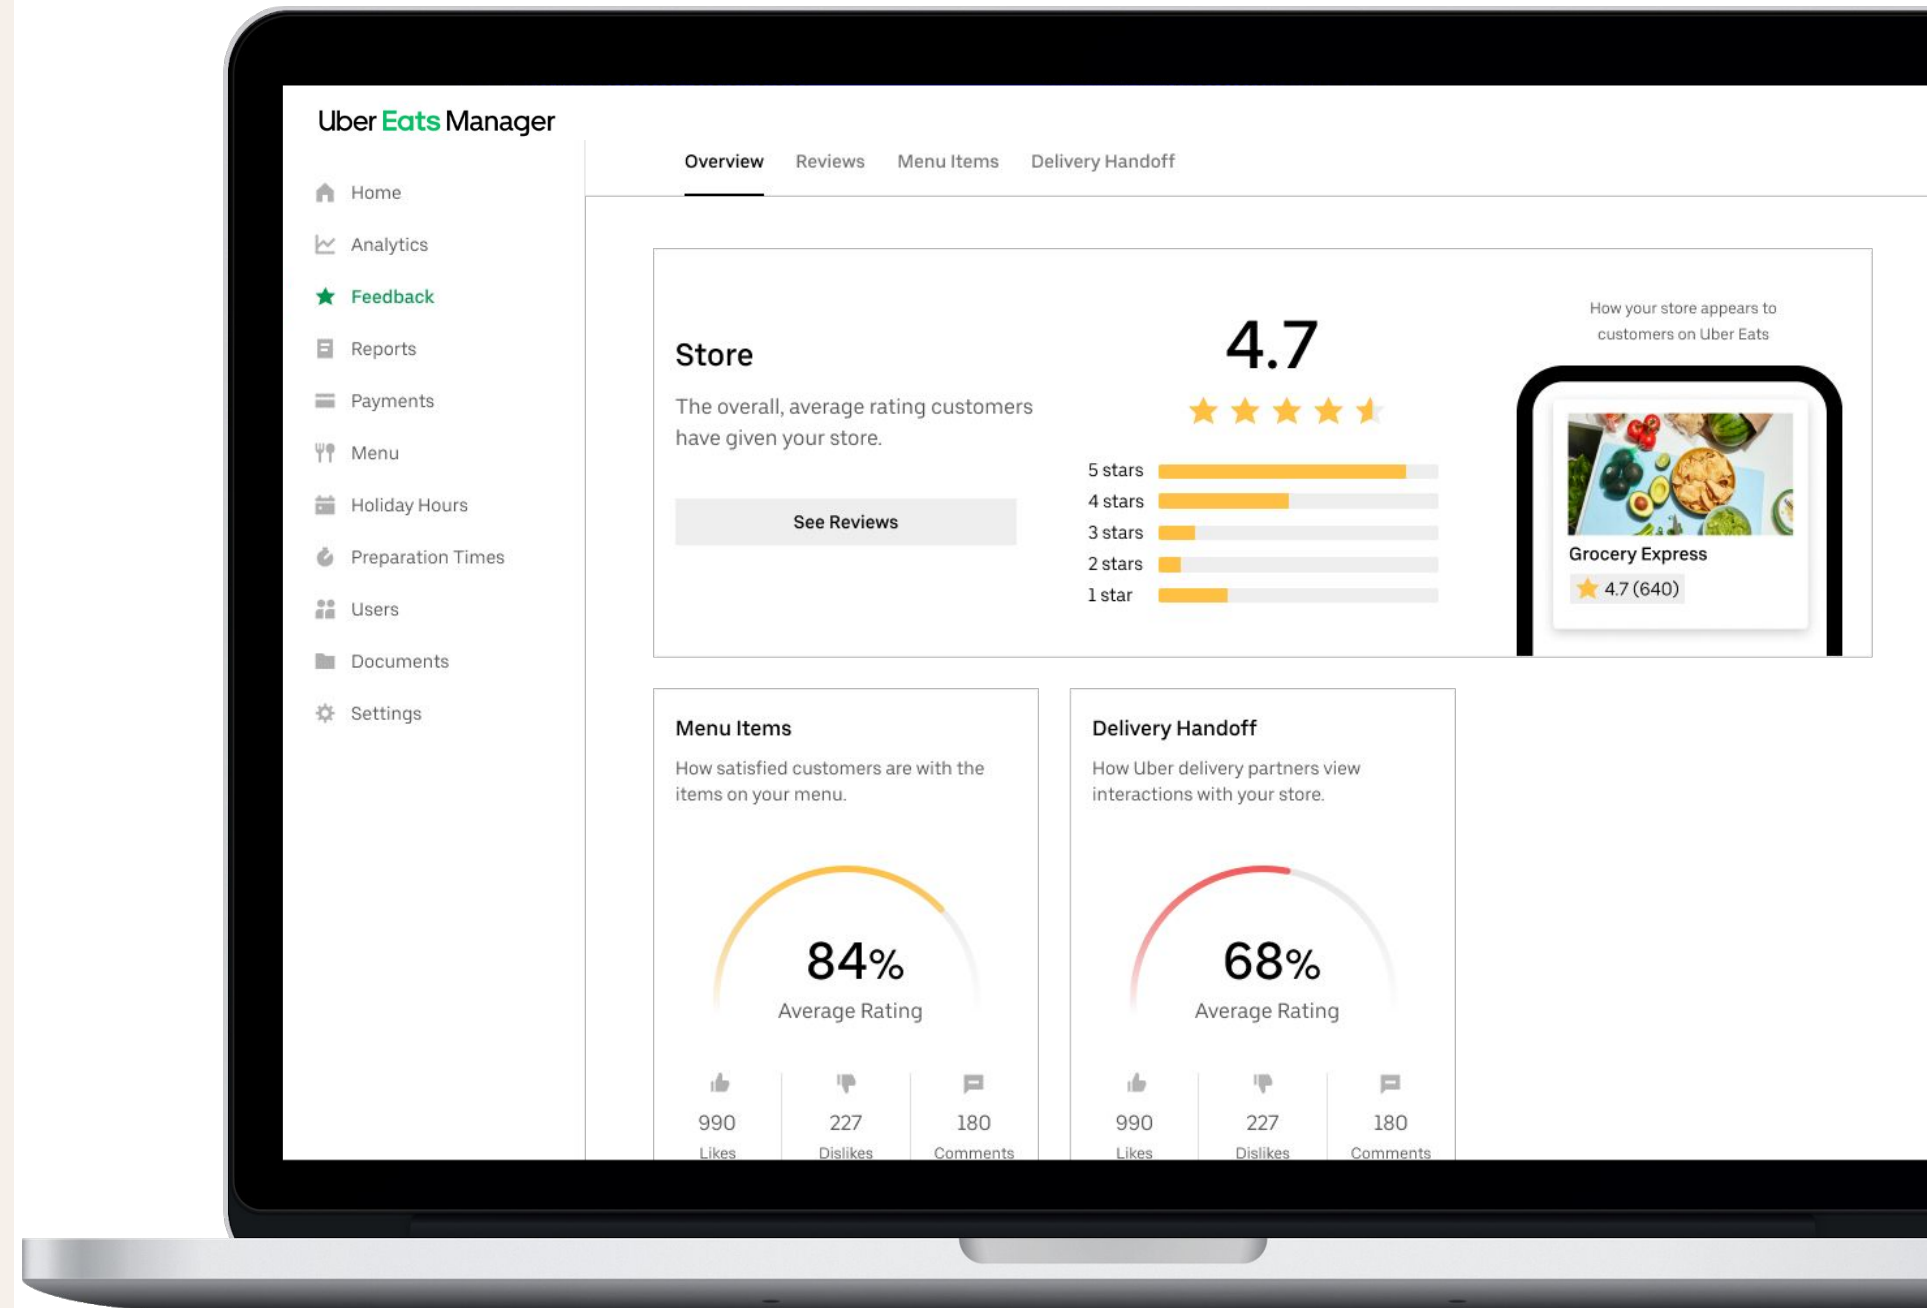 Uber Eats Manager
Home
Analytics
Feedback
Reports
Payments
Menu
Holiday Hours
Preparation Times
Users
Documents
Settings
Overview Reviews Menu Items Delivery Handoff
Store
The overall, average rating customers
have given your store.
See Reviews
4.7
5 stars
4 stars
3 stars
2 stars
1 star
How your store appears to
customers on Uber Eats
Grocery Express
4.7 (640)
Menu Items
How satisfied customers are with the
items on your menu.
84%
Average Rating
990 227 180
Likes Dislikes Comments
Delivery Handoff
How Uber delivery partners view
interactions with your store.
68%
Average Rating
990 227 180
Likes Dislikes Comments